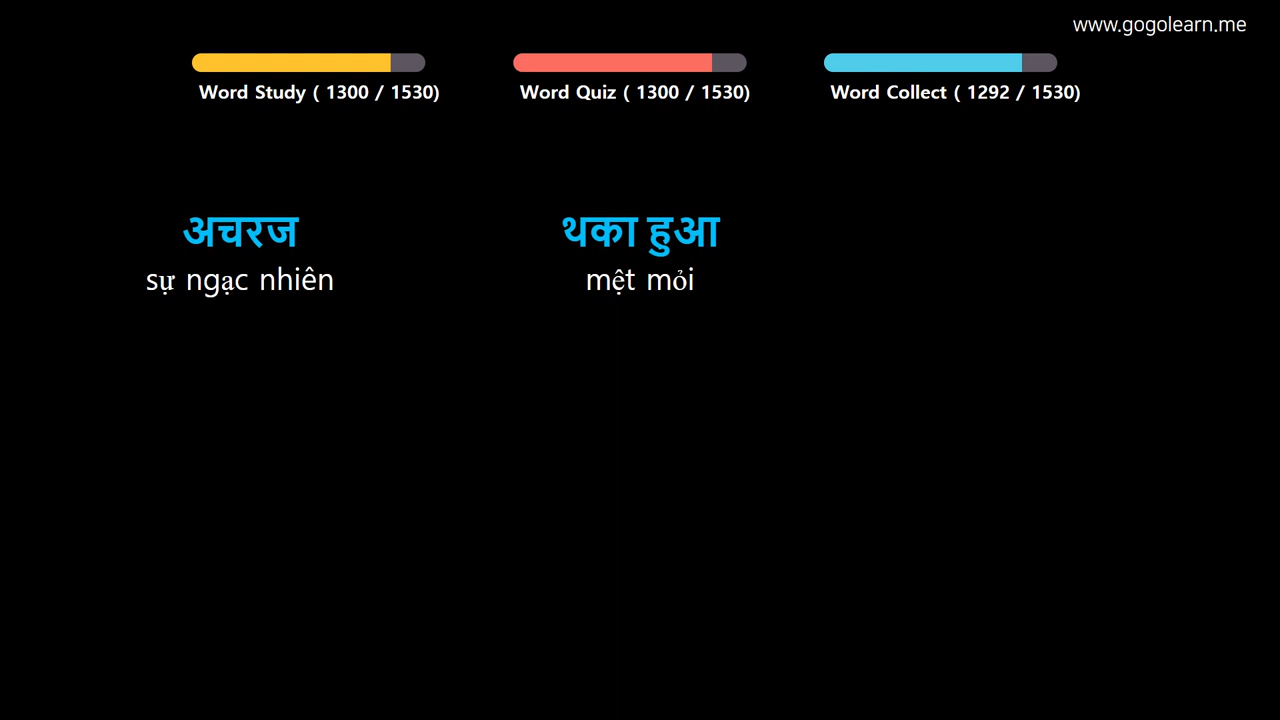 www.gogolearn.me
Word Study ( 1300 / 1530)
Word Quiz ( 1300 / 1530)
Word Collect ( 1292 / 1530)
अचरज
sự ngạc nhiên
थका हुआ
mệt mỏi